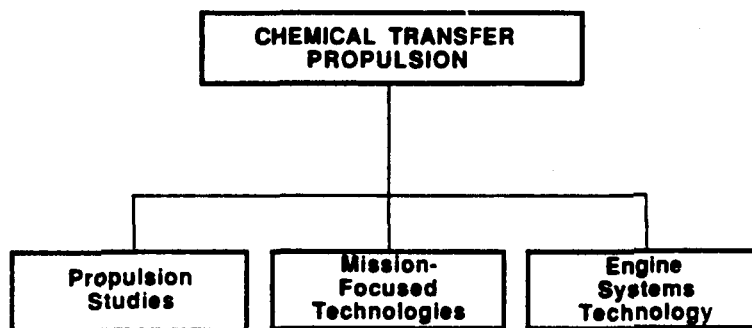 CHEMICAL TRANSFER
PROPULSION
Propulsion
Studies
Mission-
Focused
Technologies
Engine
Systems
Technology